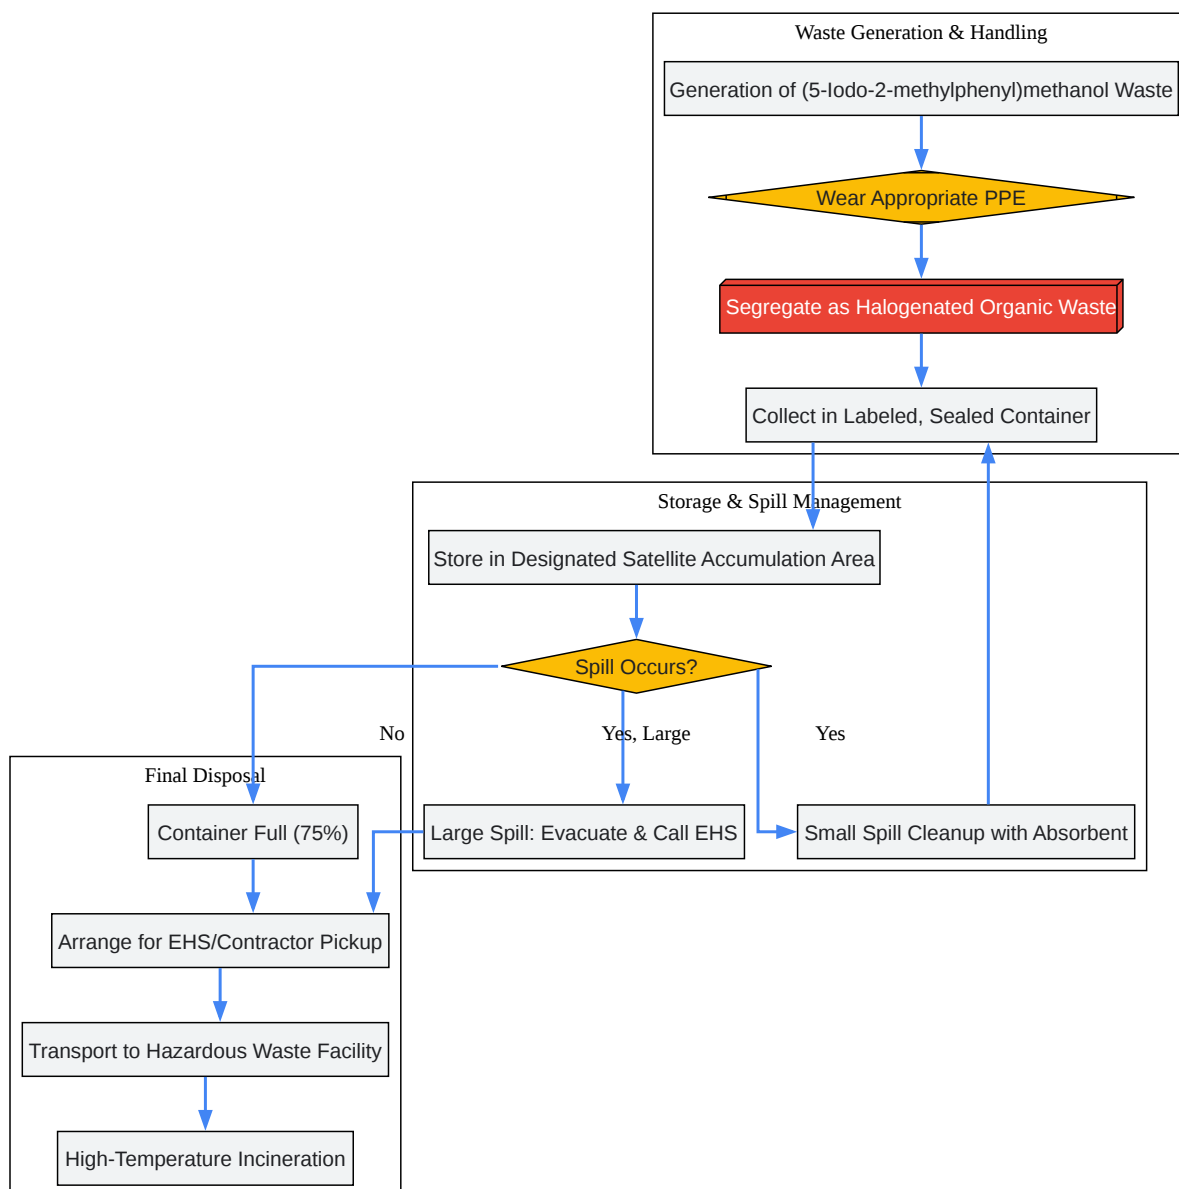 Waste Generation & Handling
Generation of (5-Iodo-2-methylphenyl)methanol Waste
Wear Appropriate PPE
Segregate as Halogenated Organic Waste
Collect in Labeled, Sealed Container
Storage & Spill Management
Store in Designated Satellite Accumulation Area
Spill Occurs?
No
Yes, Large
Yes
Final Disposal
Container Full (75%)
Large Spill: Evacuate & Call EHS
Small Spill Cleanup with Absorbent
Arrange for EHS/Contractor Pickup
Transport to Hazardous Waste Facility
High-Temperature Incineration